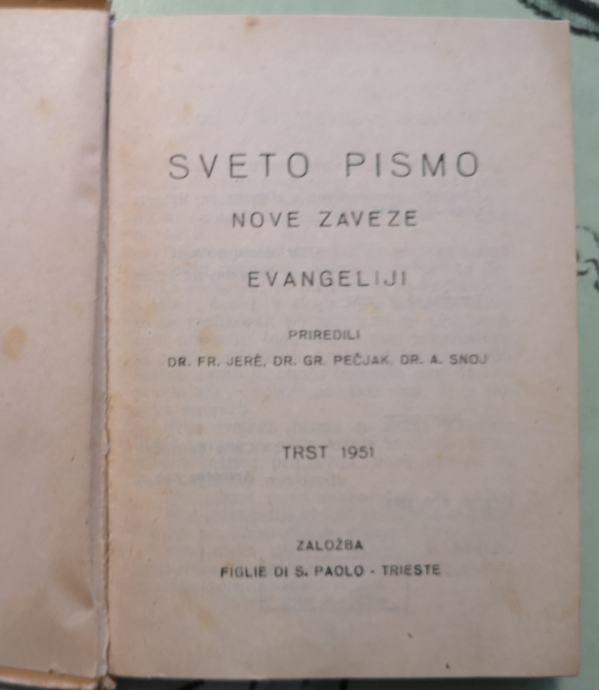 SVETO PISMO
NOVE ZAVEZE
EVANGELIJI
PRIREDILI
DR. FR. JERÈ, DR. GR. PEČJAK, DR. A. SNOJ
TRST 1951
ZALOŽBA
FIGLIE DI S. PAOLO - TRIESTE